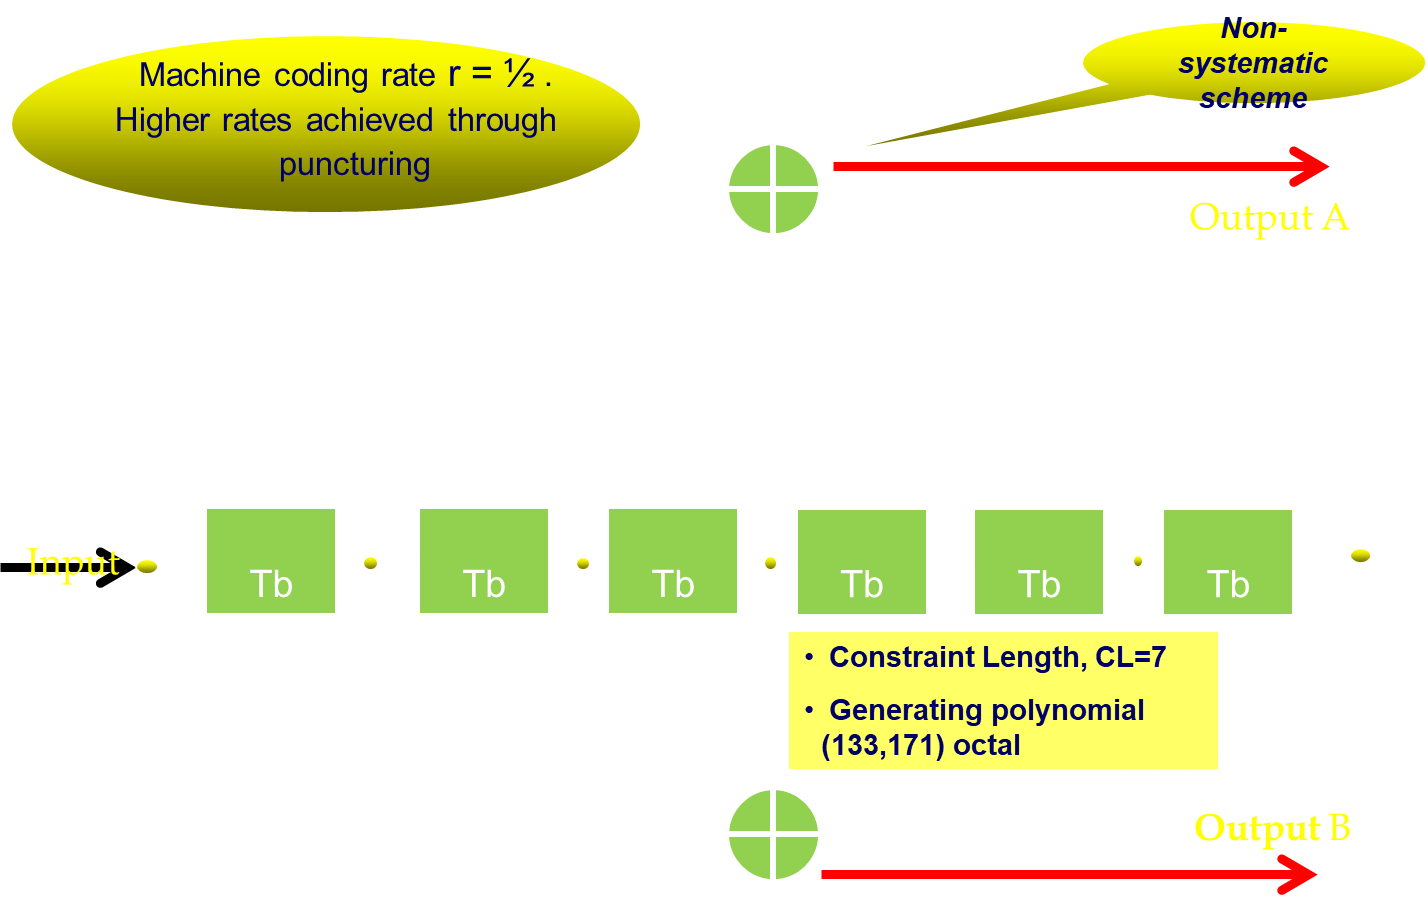 Non-
systematic
scheme
Machine coding rate r = ½ .
Higher rates achieved through
puncturing
Output A
Input
Tb Tb Tb Tb Tb Tb
• Constraint Length, CL=7
• Generating polynomial
(133,171) octal
Output B